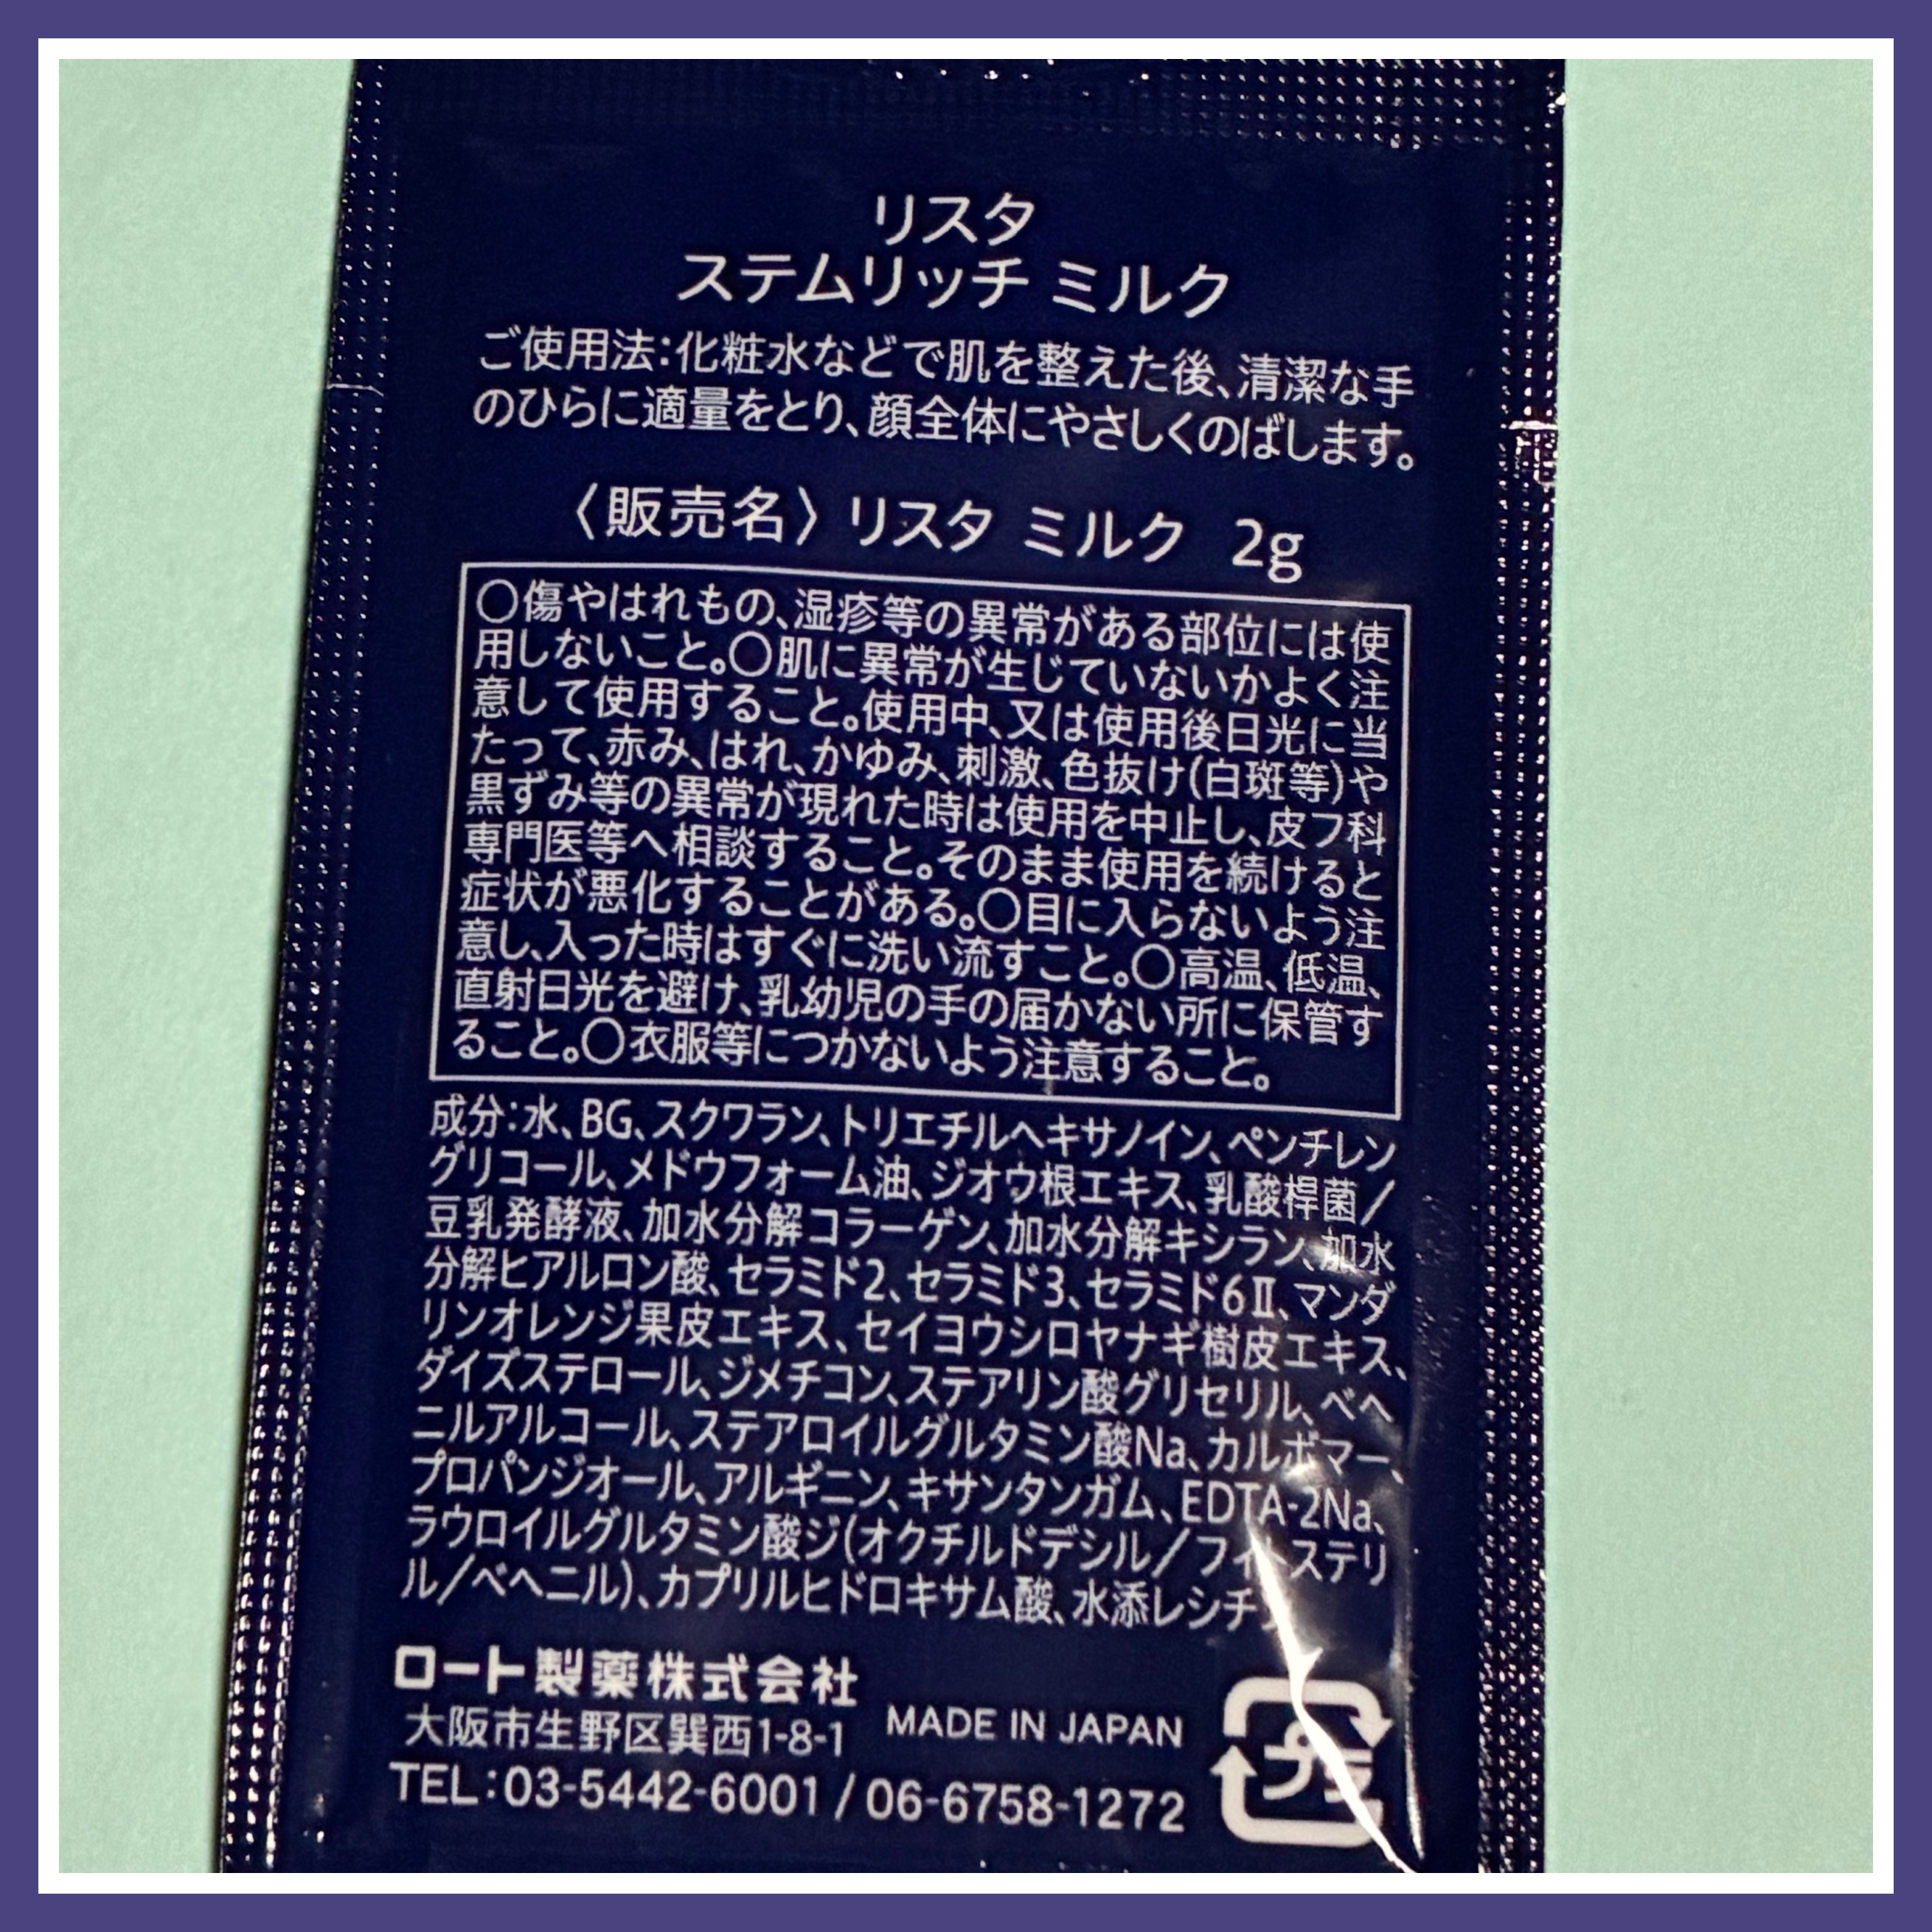 リスタ
ステムリッチ ミルク
ご使用法:化粧水などで肌を整えた後、清潔な手
のひらに適量をとり、顔全体にやさしくのばします。
〈販売名〉リスタ ミルク 2g
〇傷やはれもの、湿疹等の異常がある部位には使
用しないこと。〇肌に異常が生じていないかよく注
意して使用すること。使用中、又は使用後日光に当
たって、赤み、はれ、かゆみ、刺激、色抜け(白斑等)や
黒ずみ等の異常が現れた時は使用を中止し、皮フ科
専門医等へ相談すること。そのまま使用を続けると
症状が悪化することがある。〇目に入らないよう注
意し、入った時はすぐに洗い流すこと。〇高温、低温、
直射日光を避け、乳幼児の手の届かない所に保管す
ること。〇衣服等につかないよう注意すること。
成分:水、BG、スクワラン、トリエチルヘキサノイン、ペンチレン
グリコール、メドウフォーム油、ジオウ根エキス、乳酸桿菌/
豆乳発酵液、加水分解コラーゲン、加水分解キシラン、加水
分解ヒアルロン酸、セラミド2、セラミド3、セラミド6Ⅱ、マンダ
リンオレンジ果皮エキス、セイヨウシロヤナギ樹皮エキス、
ダイズステロール、ジメチコン、ステアリン酸グリセリル、ベヘ
ニルアルコール、ステアロイルグルタミン酸Na、カルボマー、
プロパンジオール、アルギニン、キサンタンガム、EDTA-2Na、
ラウロイルグルタミン酸ジ(オクチルドデシル/フィトステリ
ル/ベヘニル)、カプリルヒドロキサム酸、水添レシチン
ロート製薬株式会社
大阪市生野区巽西1-8-1 MADE IN JAPAN
TEL:03-5442-6001 / 06-6758-1272
プラ